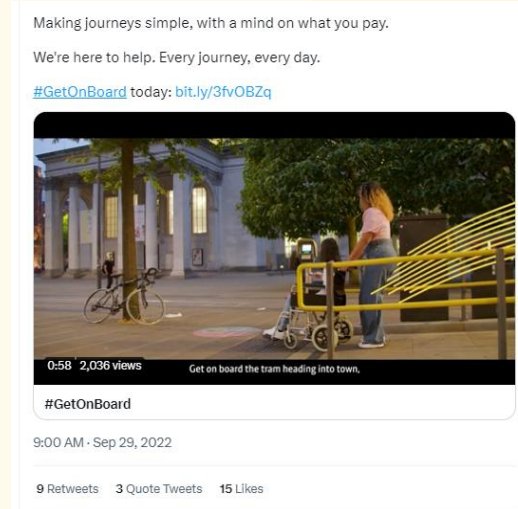 Making journeys simple, with a mind on what you pay.
We're here to help. Every journey, every day.
#GetOnBoard today: bit.ly/3fvOBZq
0:58 2,036 views
Get on board the tram heading into town,
#GetOnBoard
9:00 AM · Sep 29, 2022
9 Retweets 3 Quote Tweets 15 Likes